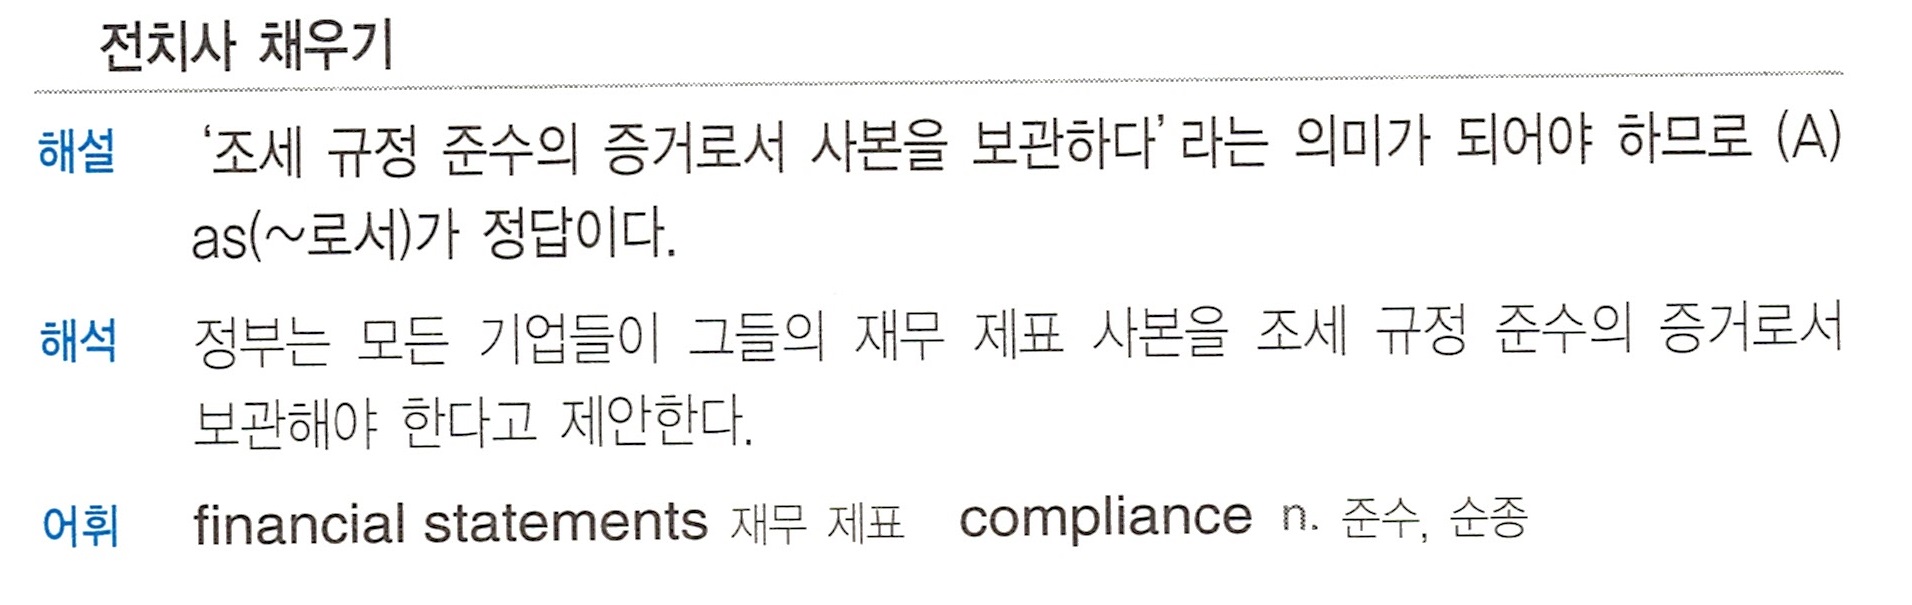 전치사 채우기
해설 ‘조세 규정 준수의 증거로서 사본을 보관하다’라는 의미가 되어야 하므로 (A)
as(~로서)가 정답이다.
해석 정부는 모든 기업들이 그들의 재무 제표 사본을 조세 규정 준수의 증거로서
보관해야 한다고 제안한다.
어휘 financial statements 재무 제표 compliance n. 준수, 순종